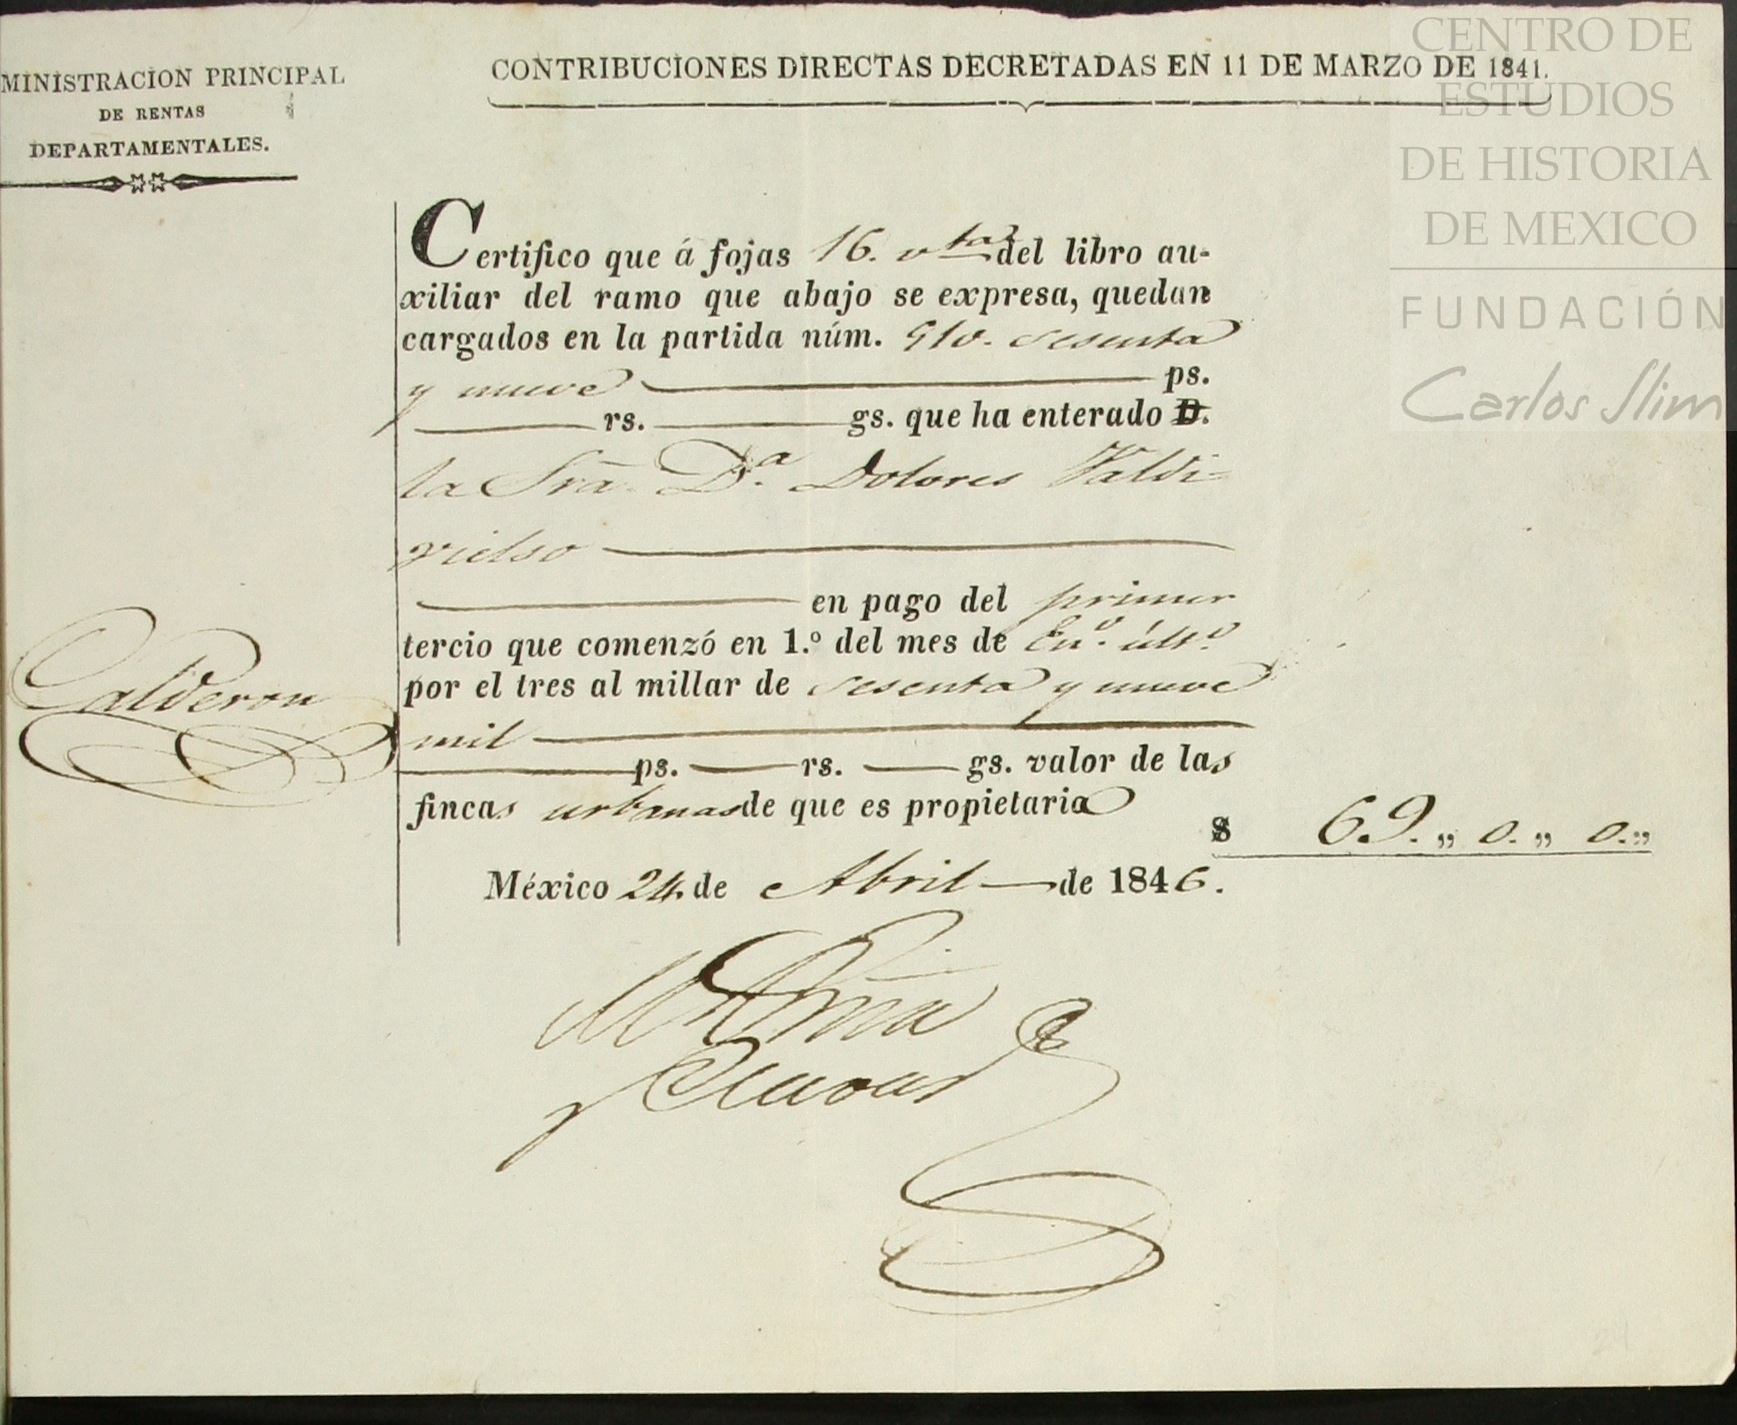 MINISTRACION PRINCIPAL
DE RENTAS
DEPARTAMENTALES.
CONTRIBUCIONES DIRECTAS DECRETADAS EN 11 DE MARZO DE 1841.
CENTRO DE
ESTUDIOS
DE HISTORIA
DE MEXICO
FUNDACIÓN
Carlos Slim
Certifico que á fojas 16. vta del libro au-
xiliar del ramo que abajo se expresa, quedan
cargados en la partida núm. 910. sesenta
y nueve ps.
rs. gs. que ha enterado D.
la Sra. D.a Dolores Valdi-
vielso
en pago del primer
tercio que comenzó en 1.º del mes de En.o últ.o
por el tres al millar de sesenta y nueve
mil
ps. rs. gs. valor de las
fincas urbanas de que es propietaria
$ 69. „ 0. „ 0. „
México 24 de Abril de 1846.
Calderon